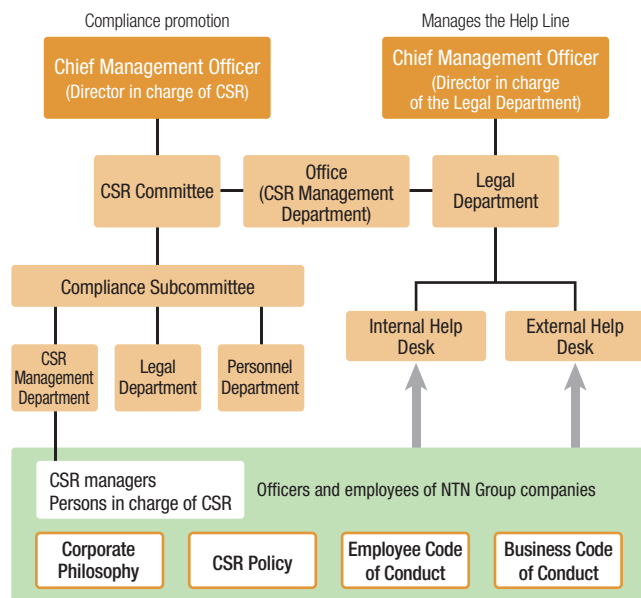 Compliance promotion
Manages the Help Line
Chief Management Officer
(Director in charge of CSR)
Chief Management Officer
(Director in charge
of the Legal Department)
CSR Committee
Office
(CSR Management
Department)
Legal
Department
Compliance Subcommittee
CSR
Management
Department
Legal
Department
Personnel
Department
Internal Help
Desk
External Help
Desk
CSR managers
Persons in charge of CSR
Officers and employees of NTN Group companies
Corporate
Philosophy
CSR Policy
Employee Code
of Conduct
Business Code
of Conduct